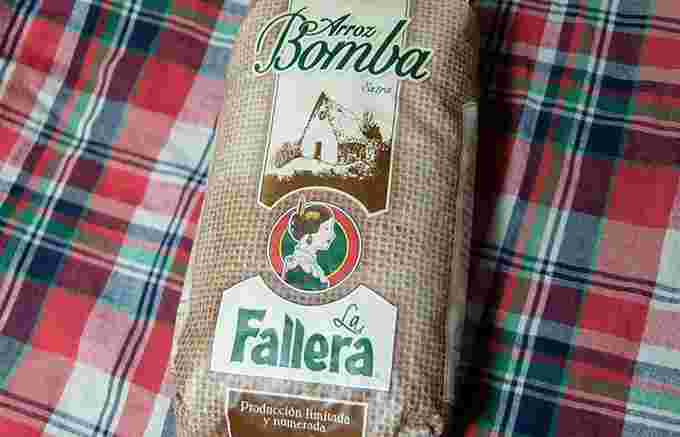 Arroz
Bomba
Extra
La
Fallera
Producción limitada
y numerada